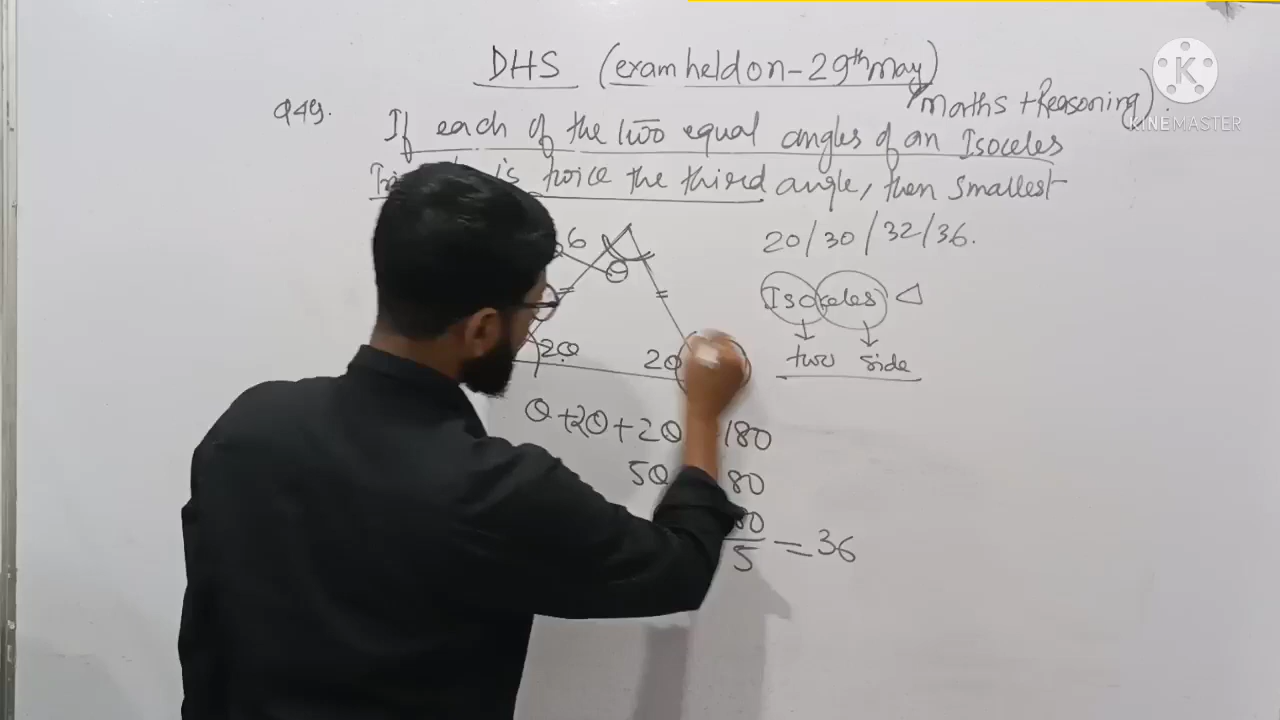 DHS (exam held on - 29th May)
Maths + Reasoning).
Q49. If each of the two equal angles of an Isoceles
is twice the third angle, then smallest
20/30/32/36.
Isoceles
two side
θ
2θ 2θ
θ + 2θ + 2θ 180
5θ 80
5 = 36
KINEMASTER